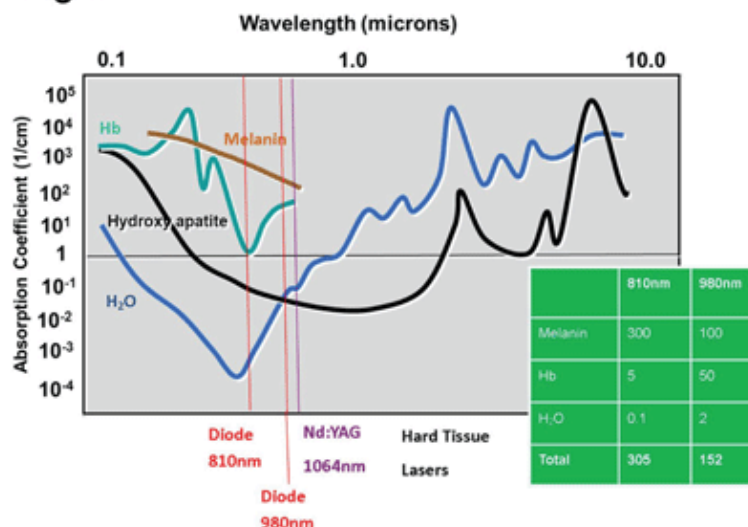 Wavelength (microns)
0.1 1.0 10.0
Absorption Coefficient (1/cm)
10⁵
10⁴
10³
10²
10¹
1
10⁻¹
10⁻²
10⁻³
10⁻⁴
Hb
Melanin
Hydroxy apatite
H₂O
Diode
810nm
Diode
980nm
Nd:YAG
1064nm
Hard Tissue
Lasers
810nm 980nm
Melanin 300 100
Hb 5 50
H₂O 0.1 2
Total 305 152